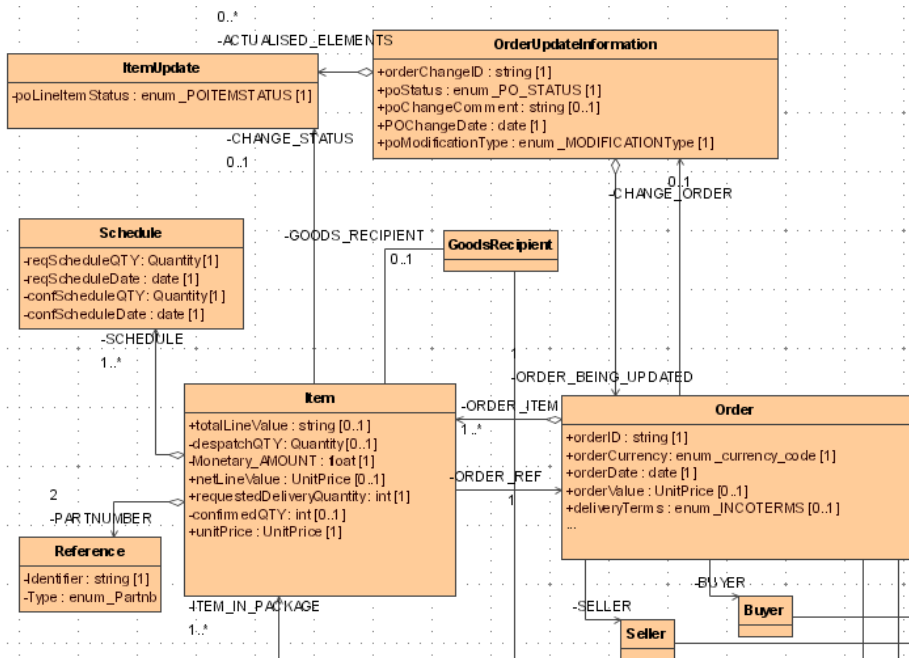 0..*
-ACTUALISED_ELEMENTS
ItemUpdate
-poLineItemStatus : enum_POITEMSTATUS [1]
OrderUpdateInformation
+orderChangeID : string [1]
+poStatus : enum_PO_STATUS [1]
+poChangeComment : string [0..1]
+POChangeDate : date [1]
+poModificationType : enum_MODIFICATIONType [1]
-CHANGE_STATUS
0..1
0..1
-CHANGE_ORDER
Schedule
-reqScheduleQTY : Quantity [1]
-reqScheduleDate : date [1]
-confScheduleQTY : Quantity [1]
-confScheduleDate : date [1]
-GOODS_RECIPIENT
0..1
GoodsRecipient
-SCHEDULE
1..*
1
-ORDER_BEING_UPDATED
Item
+totalLineValue : string [0..1]
-despatchQTY : Quantity [0..1]
-Monetary_AMOUNT : float [1]
+netLineValue : UnitPrice [0..1]
+requestedDeliveryQuantity : int [1]
-confirmedQTY : int [0..1]
+unitPrice : UnitPrice [1]
-ORDER_ITEM
1..*
-ORDER_REF
1
Order
+orderID : string [1]
+orderCurrency : enum_currency_code [1]
+orderDate : date [1]
+orderValue : UnitPrice [0..1]
+deliveryTerms : enum_INCOTERMS [0..1]
...
2
-PARTNUMBER
Reference
-Identifier : string [1]
-Type : enum_Partnb
-ITEM_IN_PACKAGE
1..*
-SELLER
Seller
-BUYER
Buyer